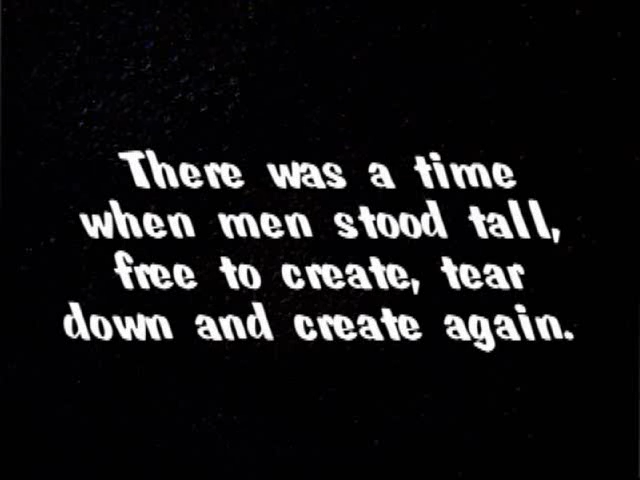 There was a time
when men stood tall,
free to create, tear
down and create again.